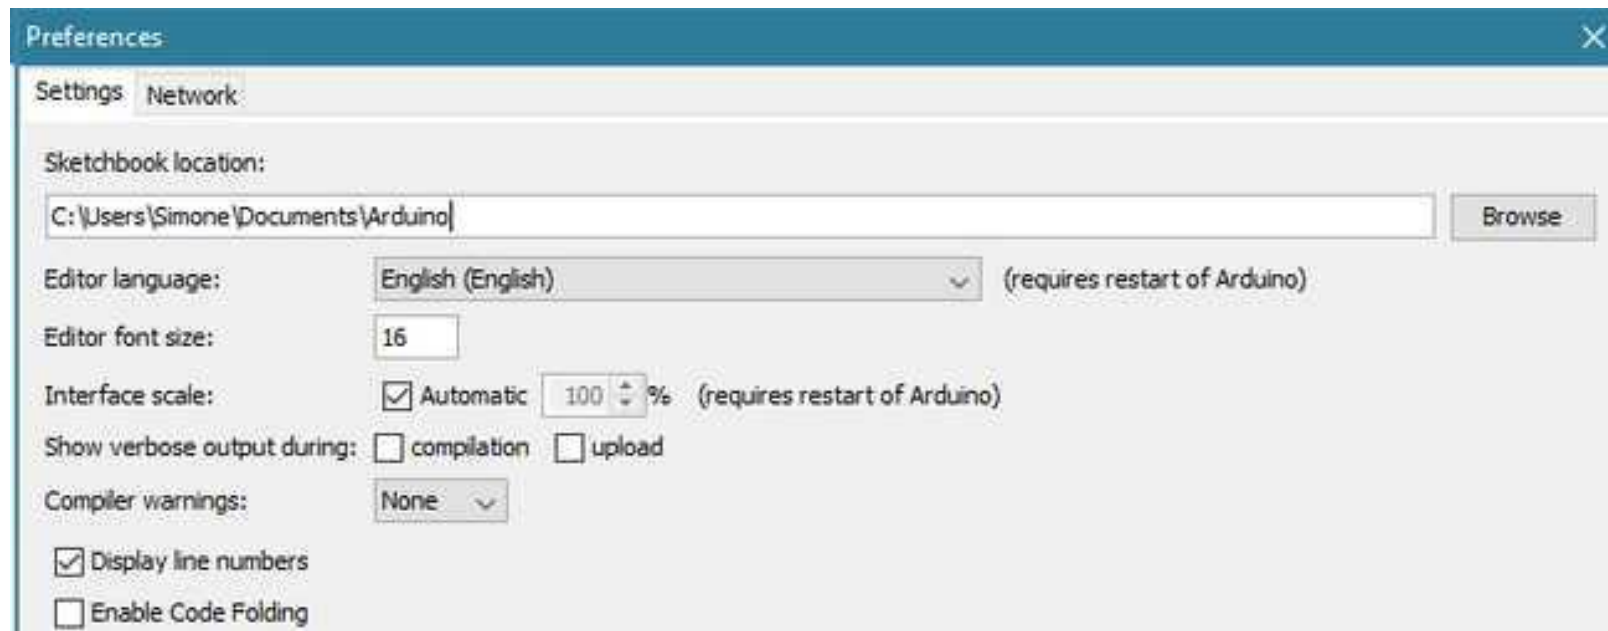 Preferences
Settings Network
Sketchbook location:
C:\Users\Simone\Documents\Arduino Browse
Editor language: English (English) (requires restart of Arduino)
Editor font size: 16
Interface scale: Automatic 100 % (requires restart of Arduino)
Show verbose output during: compilation upload
Compiler warnings: None
Display line numbers
Enable Code Folding